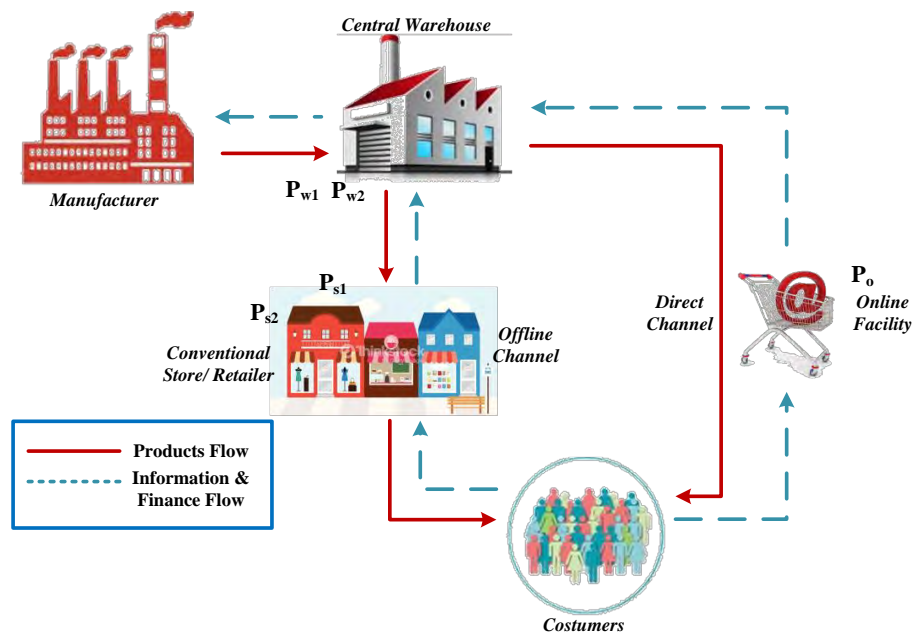 Central Warehouse
Manufacturer
Pw1 Pw2
Ps1
Ps2
Conventional
Store/ Retailer
Offline
Channel
Direct
Channel
Po
Online
Facility
Products Flow
Information &
Finance Flow
Costumers